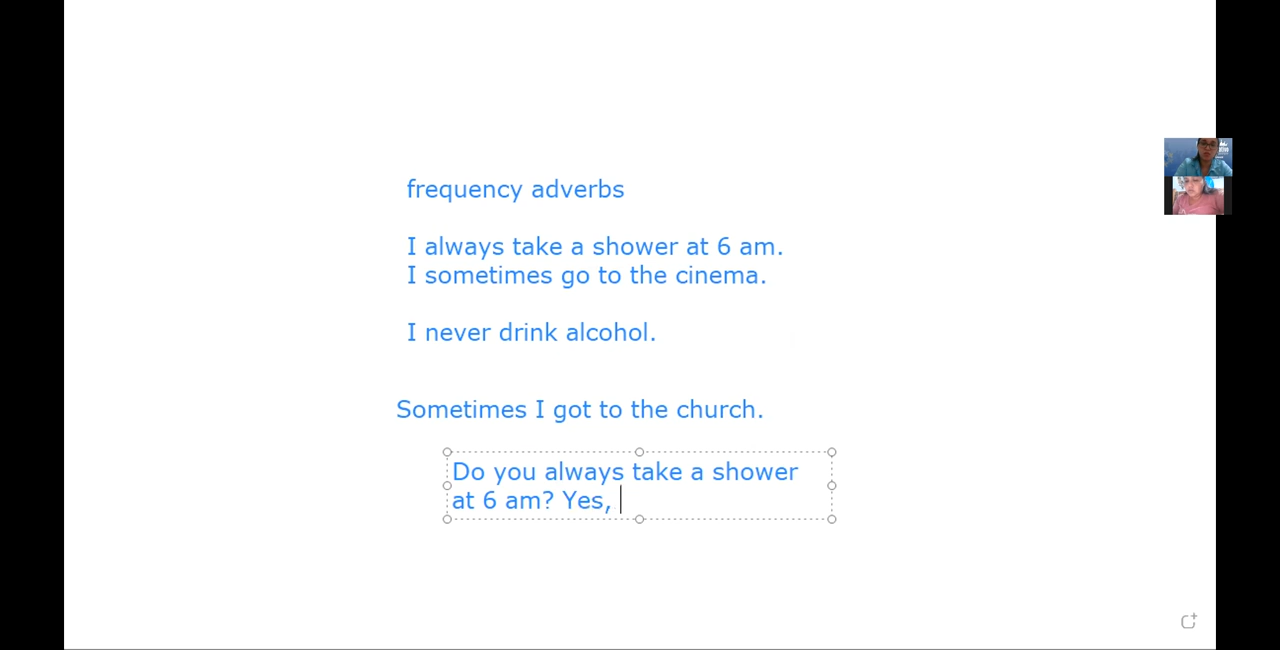 frequency adverbs
I always take a shower at 6 am.
I sometimes go to the cinema.
I never drink alcohol.
Sometimes I got to the church.
Do you always take a shower
at 6 am? Yes,